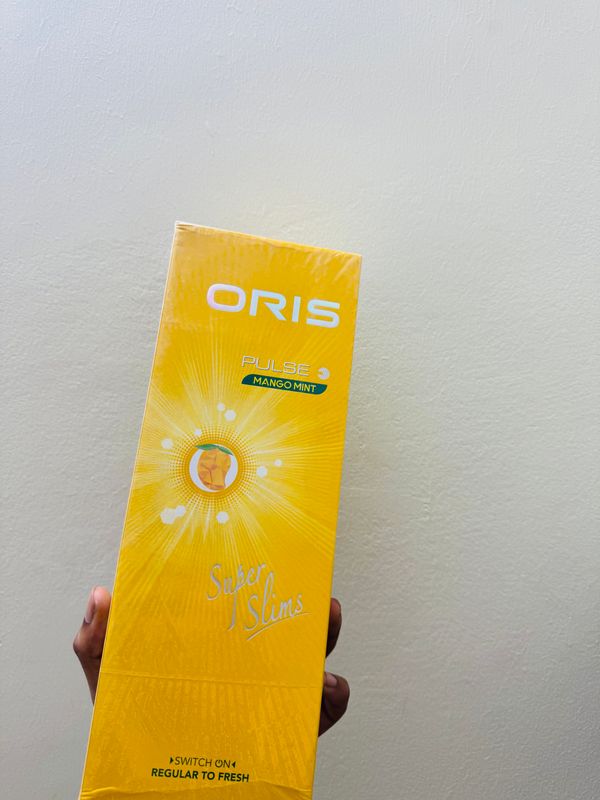 ORIS
PULSE
MANGO MINT
Super
Slims
SWITCH ON
REGULAR TO FRESH